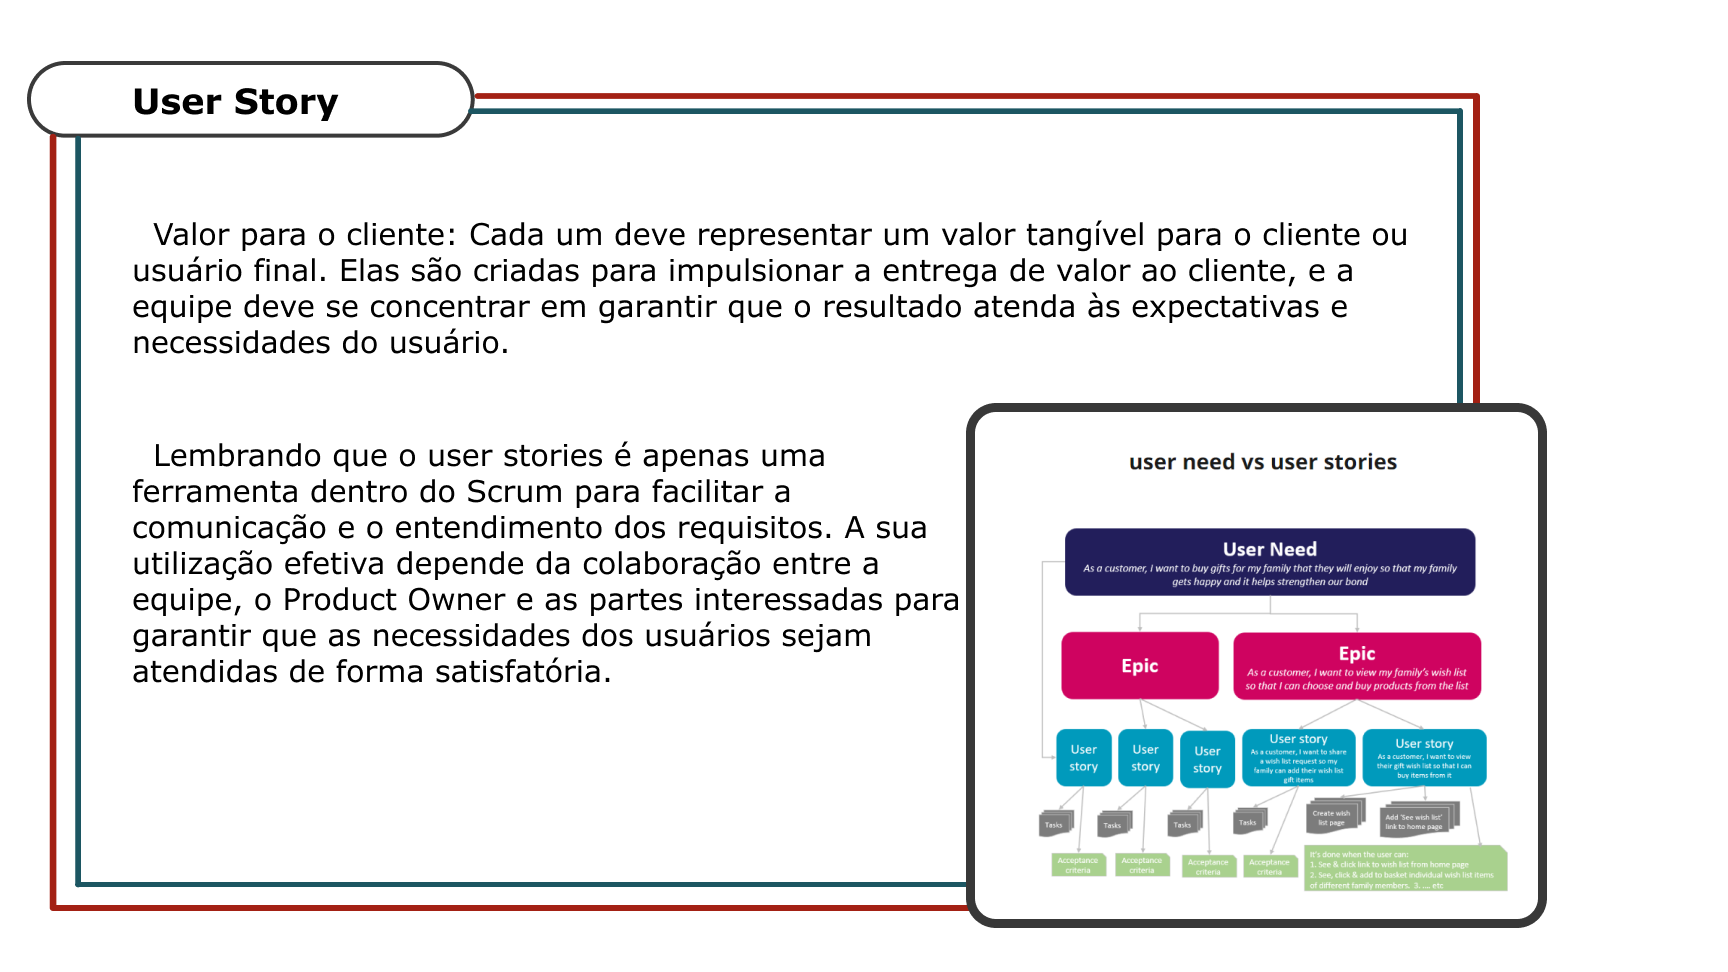 User Story
Valor para o cliente: Cada um deve representar um valor tangível para o cliente ou
usuário final. Elas são criadas para impulsionar a entrega de valor ao cliente, e a
equipe deve se concentrar em garantir que o resultado atenda às expectativas e
necessidades do usuário.
Lembrando que o user stories é apenas uma
ferramenta dentro do Scrum para facilitar a
comunicação e o entendimento dos requisitos. A sua
utilização efetiva depende da colaboração entre a
equipe, o Product Owner e as partes interessadas para
garantir que as necessidades dos usuários sejam
atendidas de forma satisfatória.
user need vs user stories
User Need
As a customer, I want to buy gifts for my family that they will enjoy so that my family
gets happy and it helps strengthen our bond
Epic
Epic
As a customer, I want to view my family's wish list
so that I can choose and buy products from the list
User
story
User
story
User
story
User story
As a customer, I want to share
a wish list request so my
family can add their wish list
gift items
User story
As a customer, I want to view
their gift wish list so that I can
buy items from it
Tasks
Tasks
Tasks
Tasks
Create wish
list page
Add 'See wish list'
link to home page
Acceptance
criteria
Acceptance
criteria
Acceptance
criteria
Acceptance
criteria
It's done when the user can:
1. See & click link to wish list from home page
2. See, click & add to basket individual wish list items
of different family members. 3. ... etc